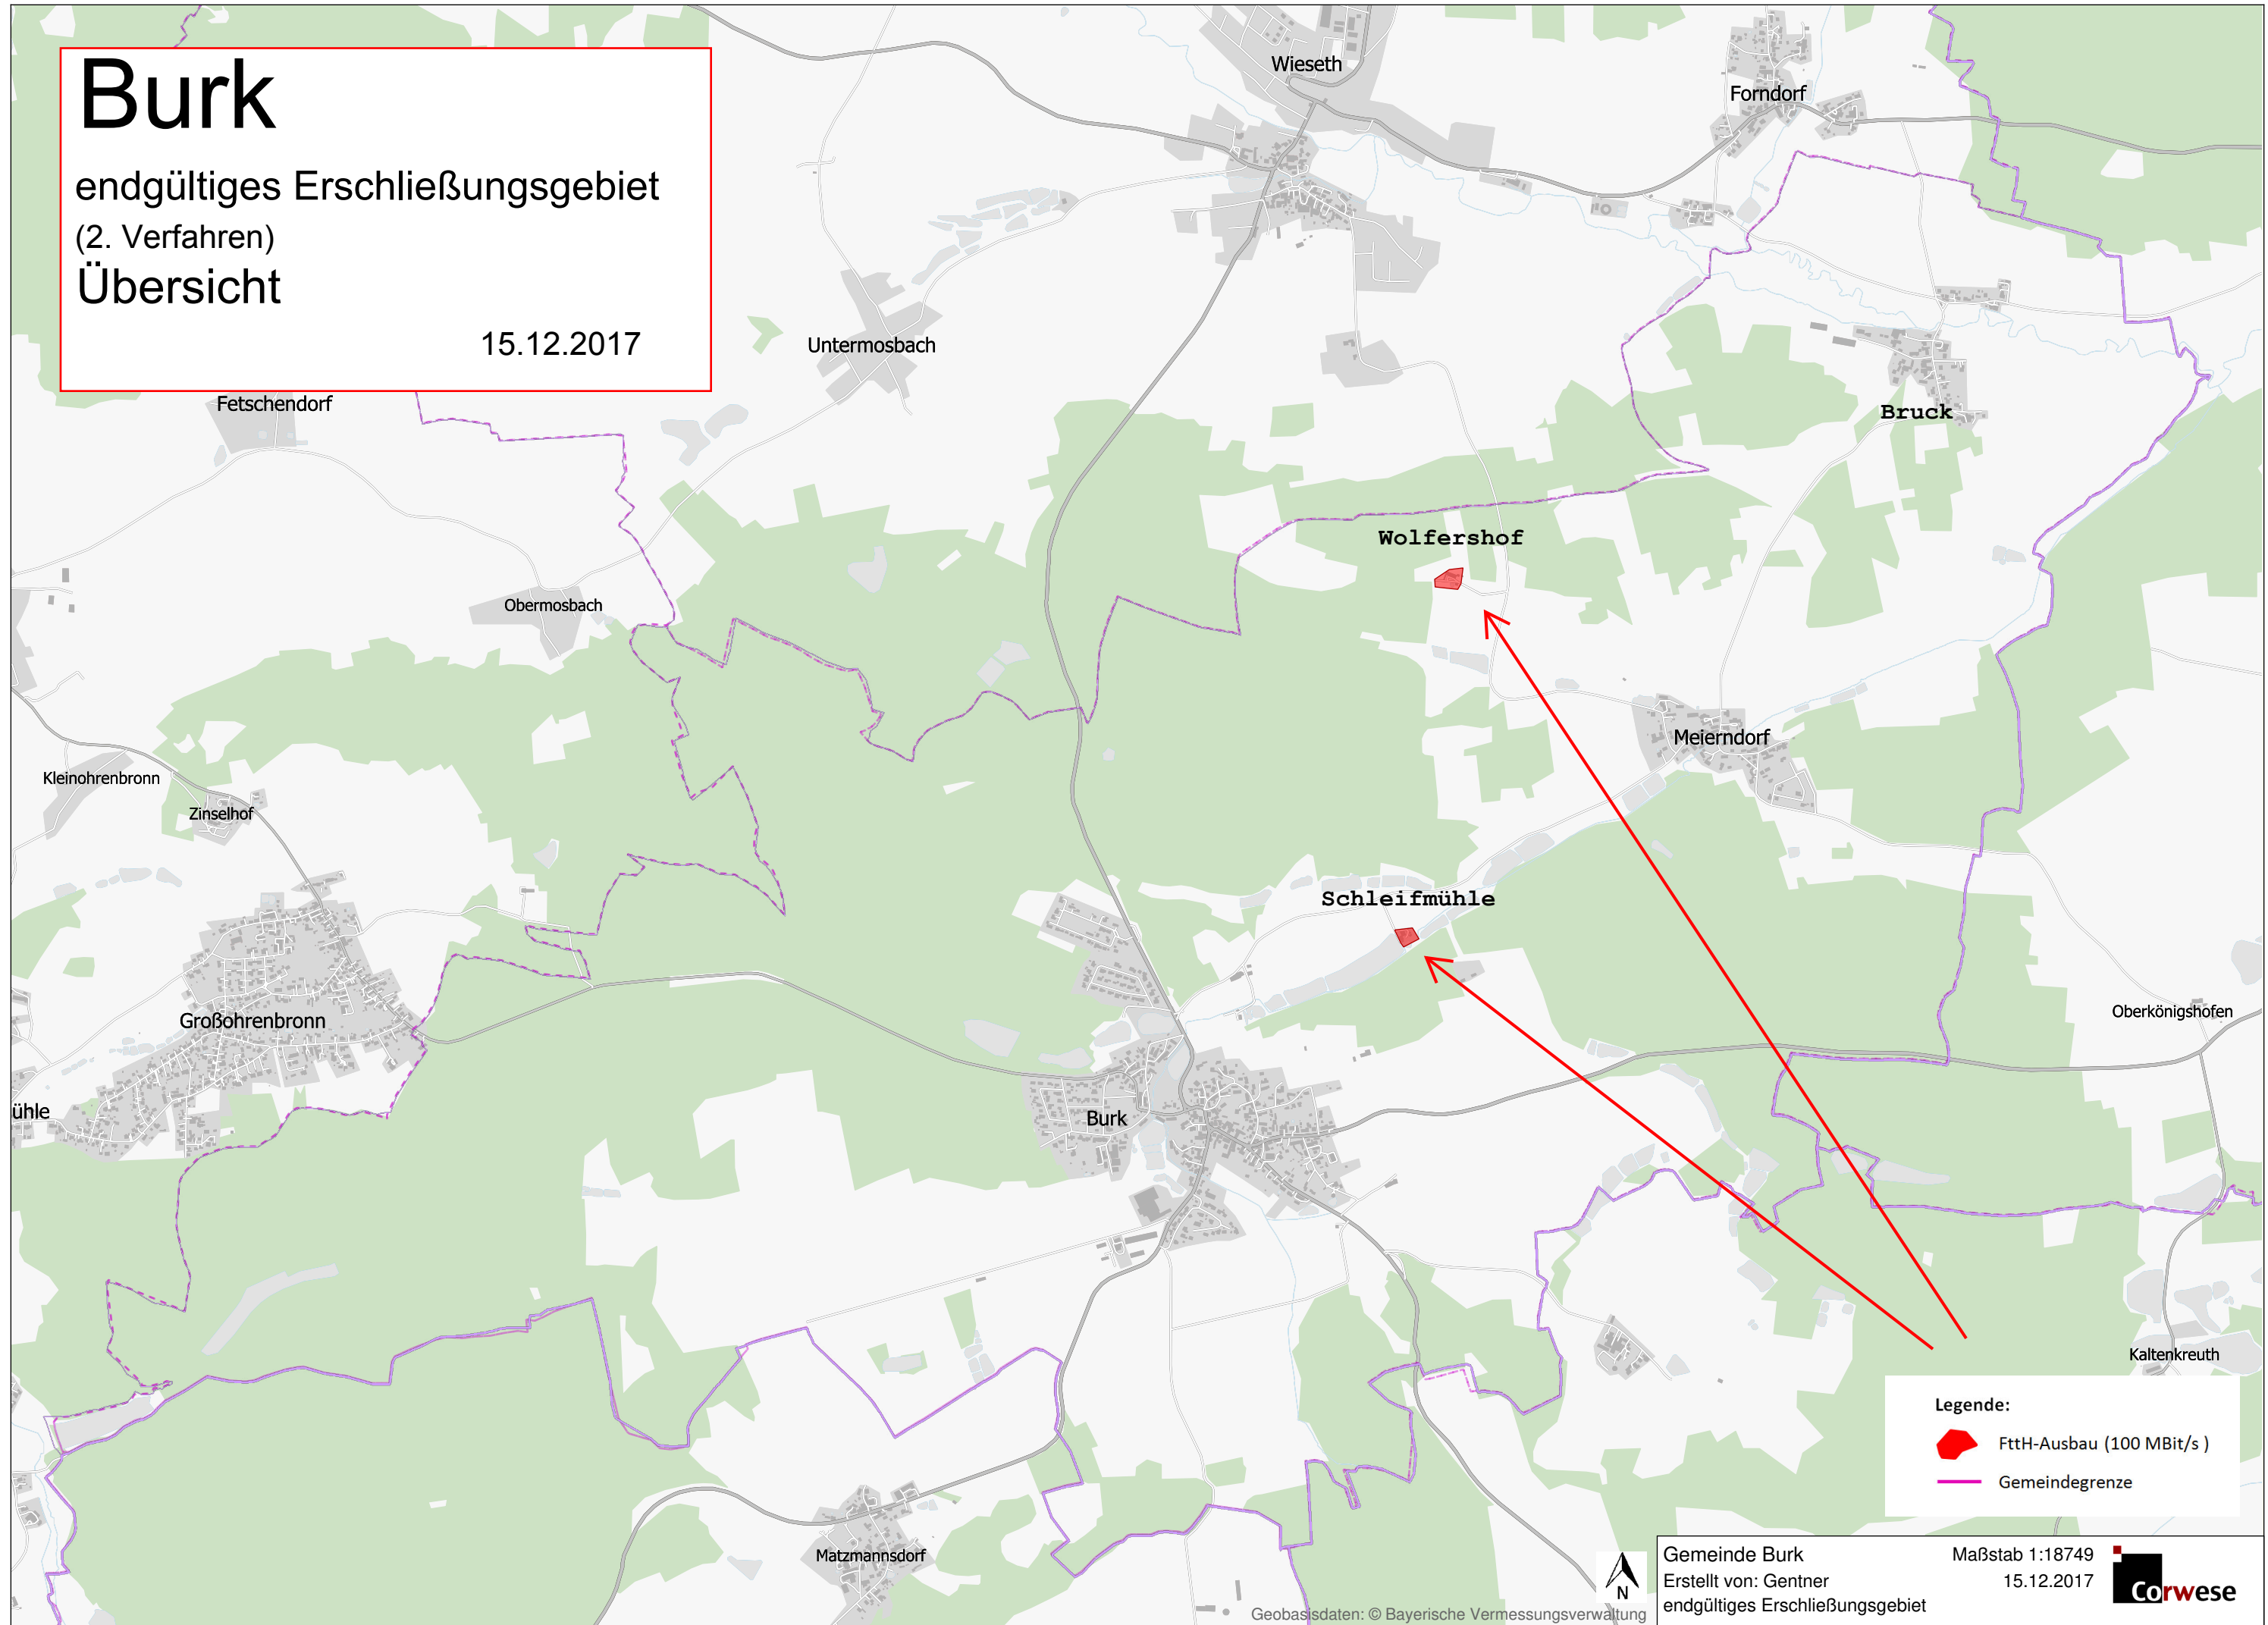 Burk
endgültiges Erschließungsgebiet
(2. Verfahren)
Übersicht
15.12.2017
Wieseth
Forndorf
Untermosbach
Fetschendorf
Bruck
Wolfershof
Obermosbach
Meierndorf
Kleinohrenbronn
Zinselhof
Schleifmühle
Großohrenbronn
Oberkönigshofen
ühle
Burk
Kaltenkreuth
Matzmannsdorf
Legende:
FttH-Ausbau (100 MBit/s )
Gemeindegrenze
N
Geobasisdaten: © Bayerische Vermessungsverwaltung
Gemeinde Burk
Maßstab 1:18749
Erstellt von: Gentner
15.12.2017
endgültiges Erschließungsgebiet
Corwese